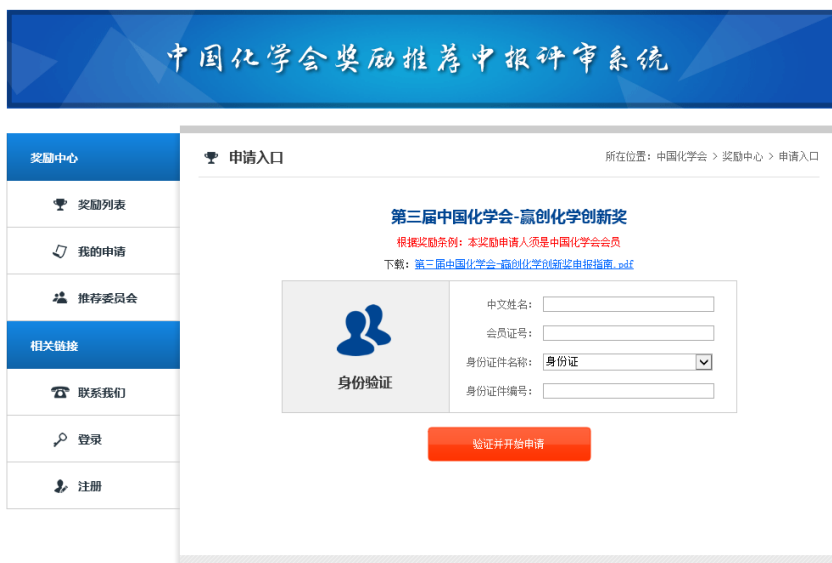 中国化学会奖励推荐申报评审系统
奖励中心
奖励列表
我的申请
推荐委员会
相关链接
联系我们
登录
注册
申请入口
所在位置：中国化学会 > 奖励中心 > 申请入口
第三届中国化学会-赢创化学创新奖
根据奖励条例：本奖励申请人须是中国化学会会员
下载：第三届中国化学会-赢创化学创新奖申报指南.pdf
身份验证
中文姓名：
会员证号：
身份证件名称：身份证
身份证件编号：
验证并开始申请